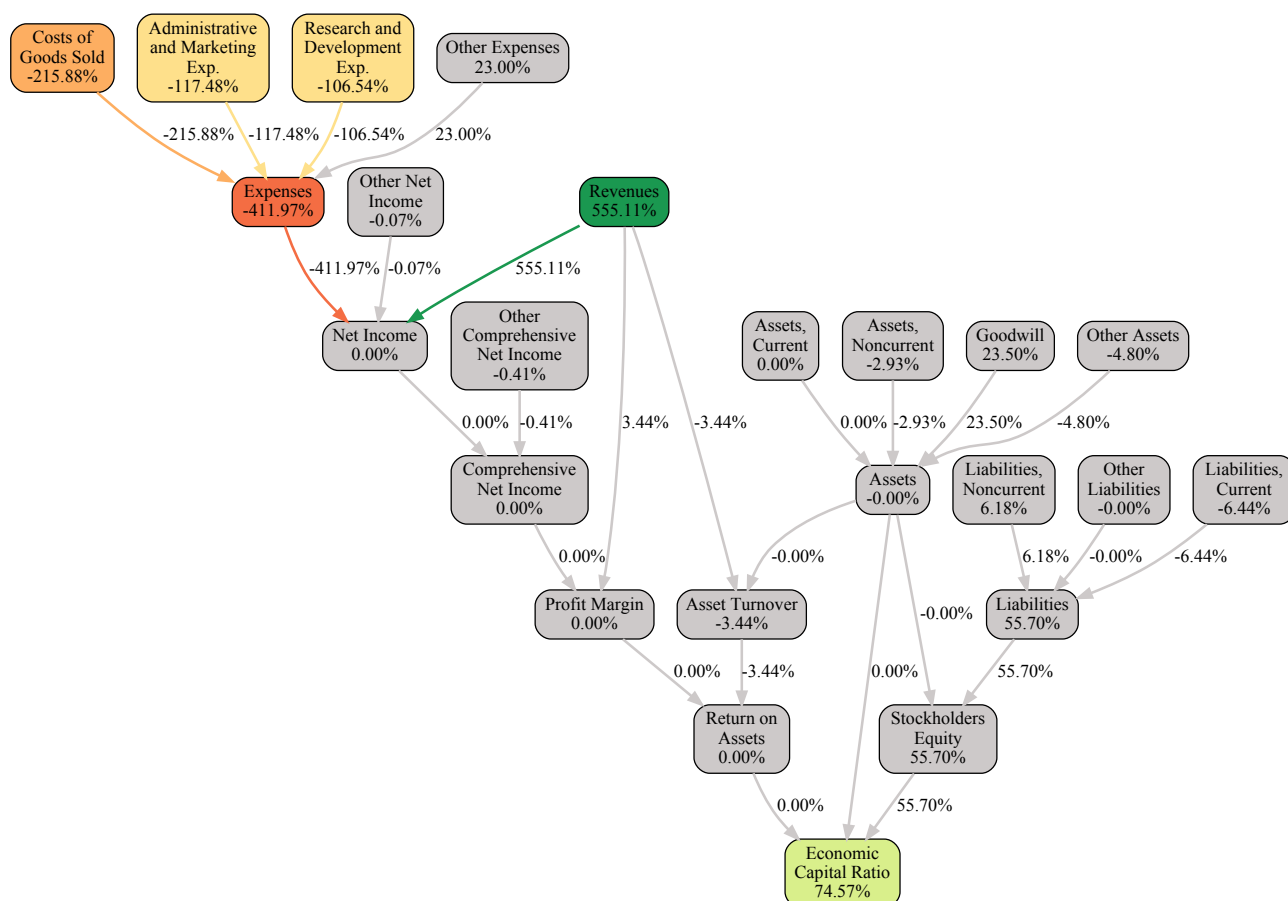 Costs of
Goods Sold
-215.88%
Administrative
and Marketing
Exp.
-117.48%
Research and
Development
Exp.
-106.54%
Other Expenses
23.00%
-215.88%
-117.48%
-106.54%
23.00%
Expenses
-411.97%
Other Net
Income
-0.07%
Revenues
555.11%
-411.97%
-0.07%
555.11%
Net Income
0.00%
Other
Comprehensive
Net Income
-0.41%
Assets,
Current
0.00%
Assets,
Noncurrent
-2.93%
Goodwill
23.50%
Other Assets
-4.80%
0.00%
-0.41%
3.44%
-3.44%
0.00%
-2.93%
23.50%
-4.80%
Comprehensive
Net Income
0.00%
Assets
-0.00%
Liabilities,
Noncurrent
6.18%
Other
Liabilities
-0.00%
Liabilities,
Current
-6.44%
0.00%
-0.00%
6.18%
-0.00%
-6.44%
Profit Margin
0.00%
Asset Turnover
-3.44%
Liabilities
55.70%
0.00%
-3.44%
0.00%
-0.00%
55.70%
Return on
Assets
0.00%
Stockholders
Equity
55.70%
0.00%
55.70%
Economic
Capital Ratio
74.57%